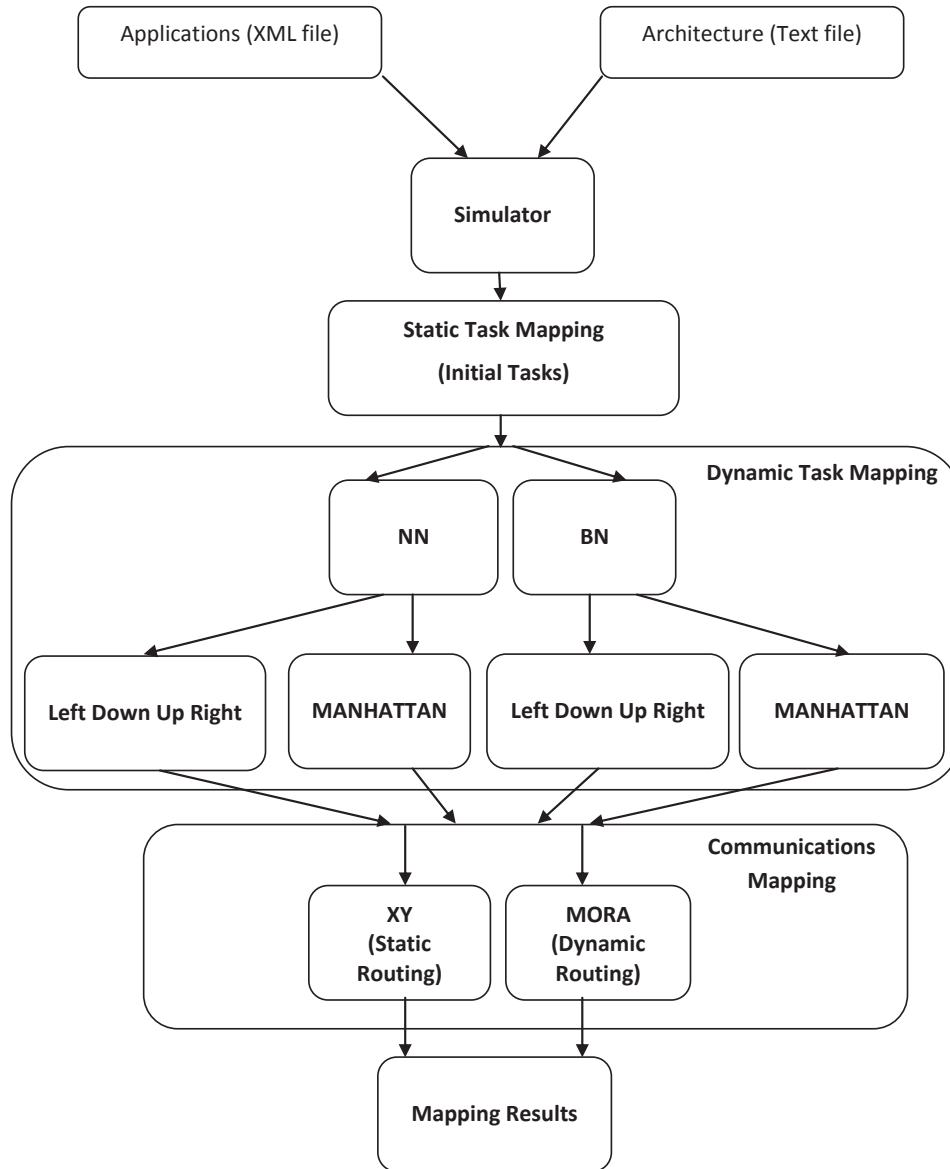 Applications (XML file)
Architecture (Text file)
Simulator
Static Task Mapping
(Initial Tasks)
Dynamic Task Mapping
NN
BN
Left Down Up Right
MANHATTAN
Left Down Up Right
MANHATTAN
Communications
Mapping
XY
(Static
Routing)
MORA
(Dynamic
Routing)
Mapping Results